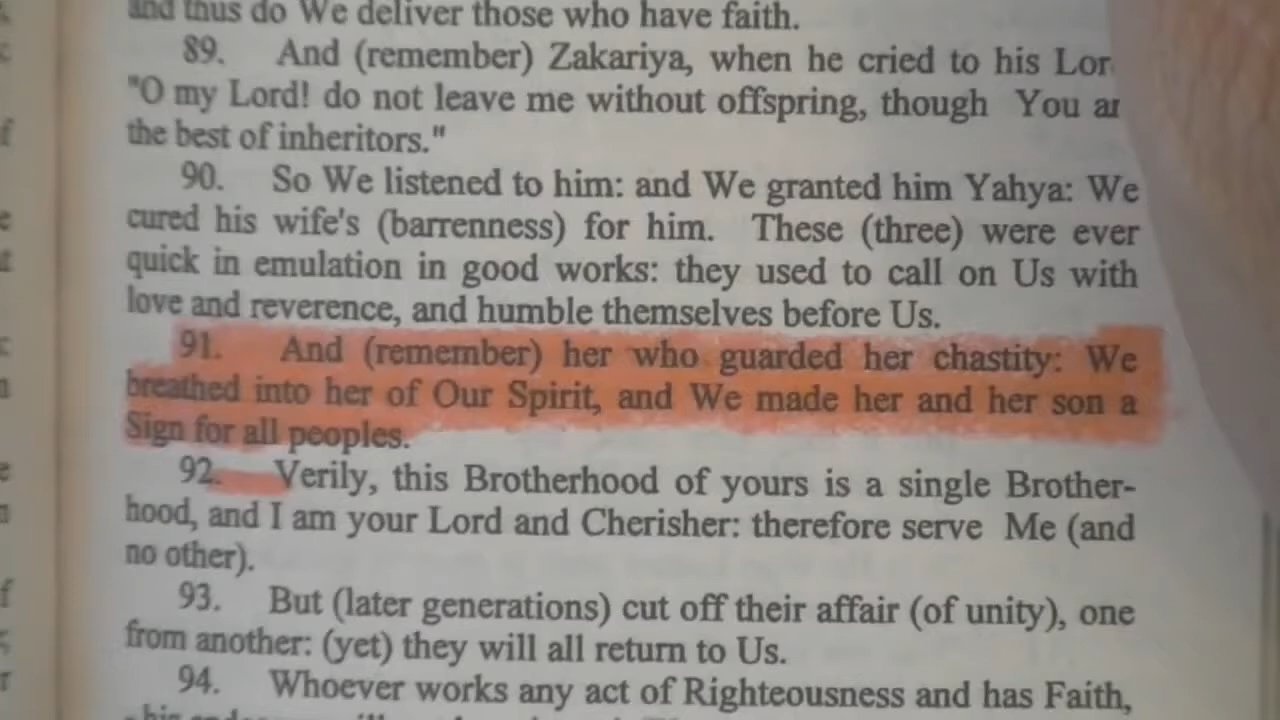 and thus do We deliver those who have faith.
89. And (remember) Zakariya, when he cried to his Lor
"O my Lord! do not leave me without offspring, though You ar
the best of inheritors."
90. So We listened to him: and We granted him Yahya: We
cured his wife's (barrenness) for him. These (three) were ever
quick in emulation in good works: they used to call on Us with
love and reverence, and humble themselves before Us.
91. And (remember) her who guarded her chastity: We
breathed into her of Our Spirit, and We made her and her son a
Sign for all peoples.
92. Verily, this Brotherhood of yours is a single Brother-
hood, and I am your Lord and Cherisher: therefore serve Me (and
no other).
93. But (later generations) cut off their affair (of unity), one
from another: (yet) they will all return to Us.
94. Whoever works any act of Righteousness and has Faith,